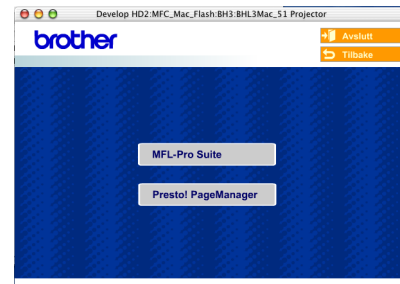 Develop HD2:MFC_Mac_Flash:BH3:BHL3Mac_51 Projector
brother
Avslutt
Tilbake
MFL-Pro Suite
Presto! PageManager